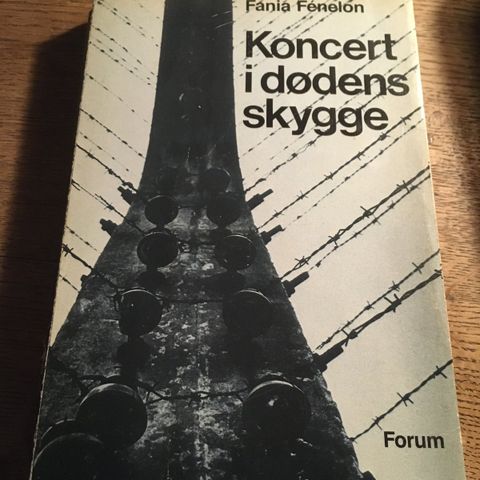 Fania Fénelon
Koncert
i dødens
skygge
Forum